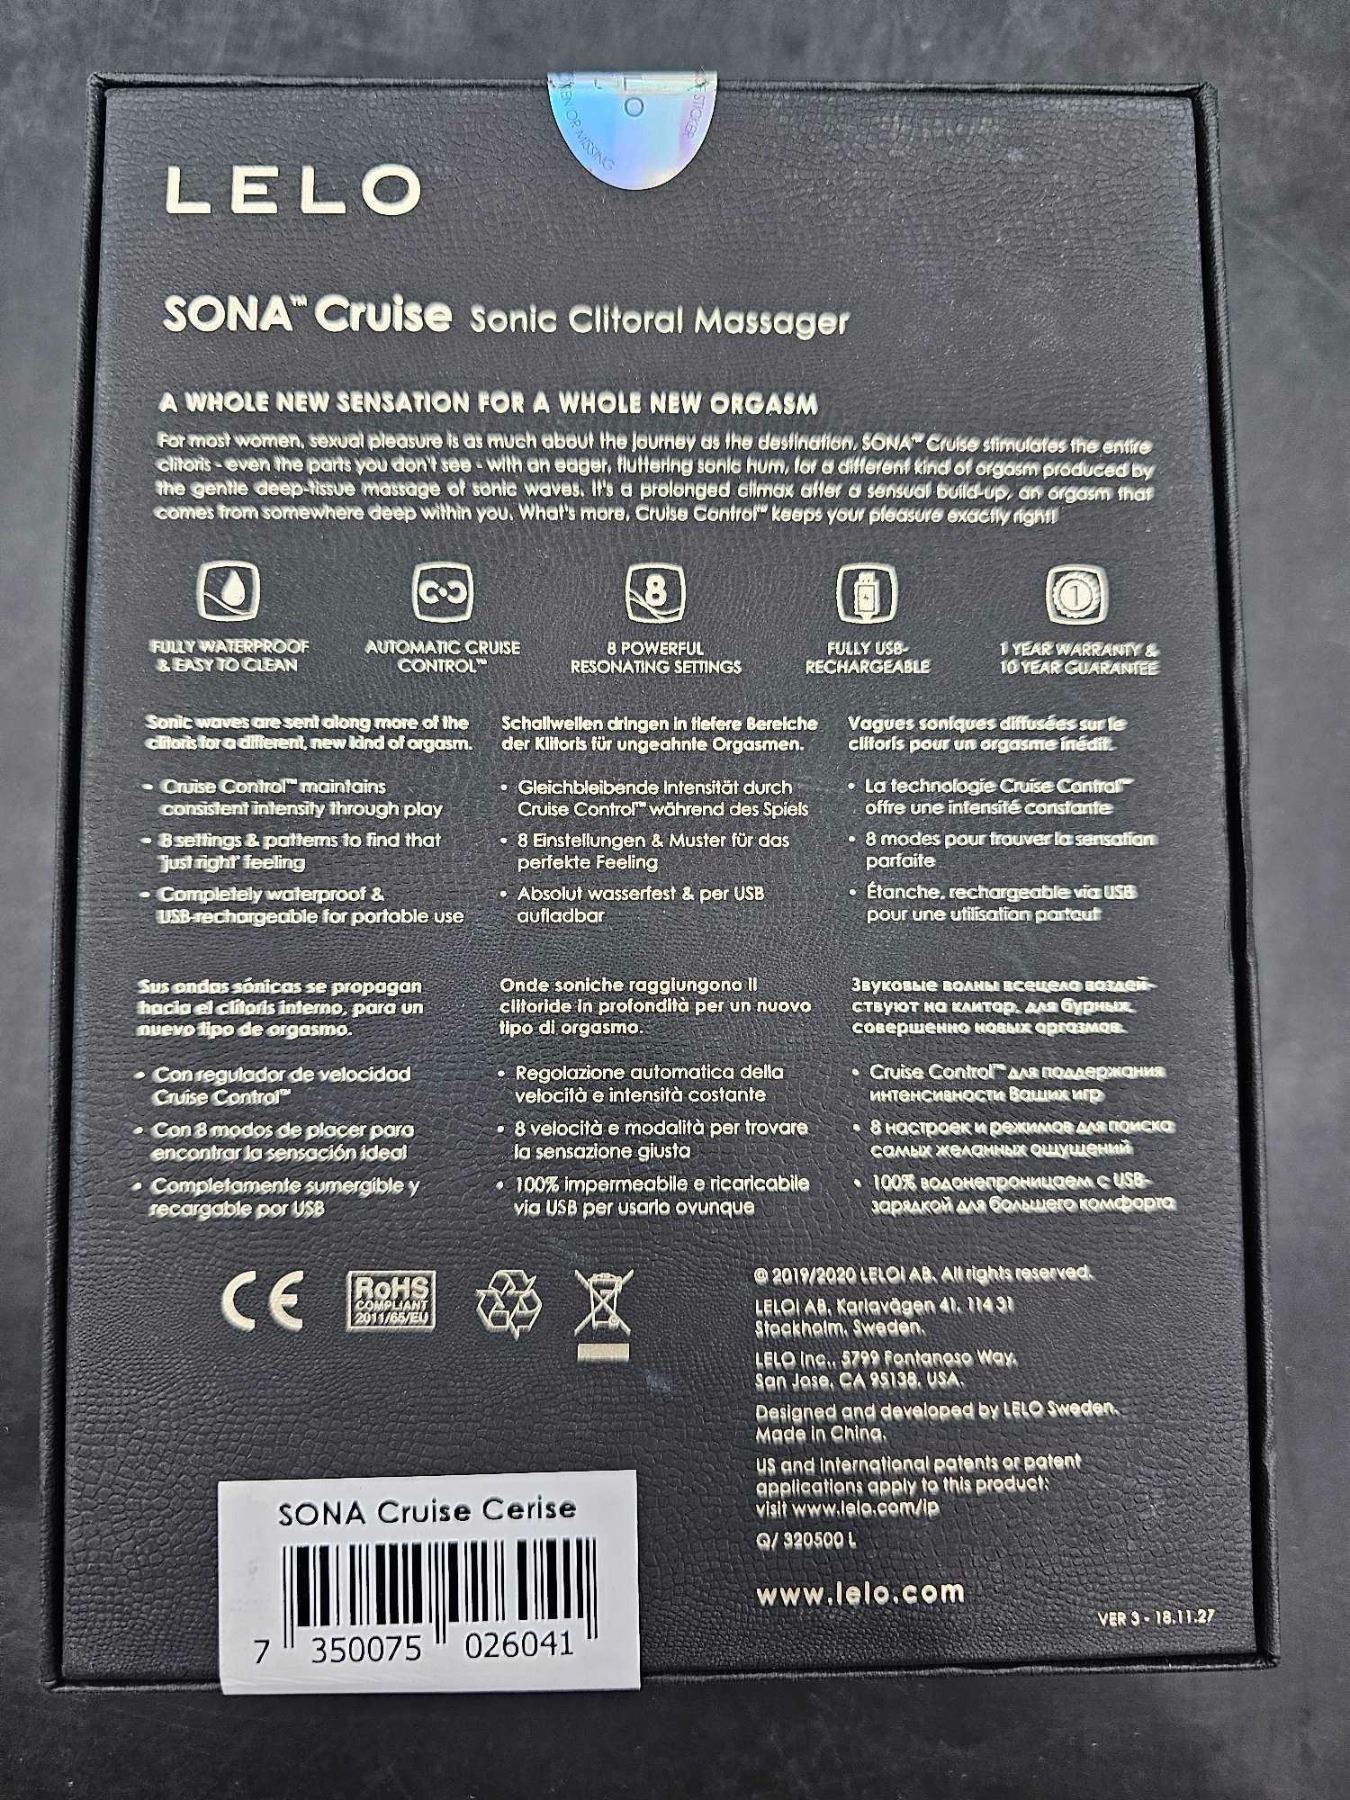 LELO
EN OR MISSING
STICKER
LELO
SONA™ Cruise Sonic Clitoral Massager
A WHOLE NEW SENSATION FOR A WHOLE NEW ORGASM
For most women, sexual pleasure is as much about the journey as the destination. SONA™ Cruise stimulates the entire
clitoris - even the parts you don't see - with an eager, fluttering sonic hum, for a different kind of orgasm produced by
the gentle deep-tissue massage of sonic waves. It's a prolonged climax after a sensual build-up, an orgasm that
comes from somewhere deep within you. What's more, Cruise Control™ keeps your pleasure exactly right!
8
1
FULLY WATERPROOF
& EASY TO CLEAN
AUTOMATIC CRUISE
CONTROL™
8 POWERFUL
RESONATING SETTINGS
FULLY USB-
RECHARGEABLE
1 YEAR WARRANTY &
10 YEAR GUARANTEE
Sonic waves are sent along more of the
clitoris for a different, new kind of orgasm.
• Cruise Control™ maintains
consistent intensity through play
• 8 settings & patterns to find that
'just right' feeling
• Completely waterproof &
USB-rechargeable for portable use
Schallwellen dringen in tiefere Bereiche
der Klitoris für ungeahnte Orgasmen.
• Gleichbleibende Intensität durch
Cruise Control™ während des Spiels
• 8 Einstellungen & Muster für das
perfekte Feeling
• Absolut wasserfest & per USB
aufladbar
Vagues soniques diffusées sur le
clitoris pour un orgasme inédit.
• La technologie Cruise Control™
offre une intensité constante
• 8 modes pour trouver la sensation
parfaite
• Étanche, rechargeable via USB
pour une utilisation partout
Sus ondas sónicas se propagan
hacia el clítoris interno, para un
nuevo tipo de orgasmo.
• Con regulador de velocidad
Cruise Control™
• Con 8 modos de placer para
encontrar la sensación ideal
• Completamente sumergible y
recargable por USB
Onde soniche raggiungono il
clitoride in profondità per un nuovo
tipo di orgasmo.
• Regolazione automatica della
velocità e intensità costante
• 8 velocità e modalità per trovare
la sensazione giusta
• 100% impermeabile e ricaricabile
via USB per usarlo ovunque
Звуковые волны всецело воздей-
ствуют на клитор, для бурных,
совершенно новых оргазмов.
• Cruise Control™ для поддержания
интенсивности Ваших игр
• 8 настроек и режимов для поиска
самых желанных ощущений
• 100% водонепроницаем с USB-
зарядкой для большего комфорта
CE
RoHS
COMPLIANT
2011/65/EU
© 2019/2020 LELOI AB. All rights reserved.
LELOI AB, Karlavägen 41, 114 31
Stockholm, Sweden.
LELO Inc., 5799 Fontanoso Way,
San Jose, CA 95138, USA.
Designed and developed by LELO Sweden.
Made in China.
US and international patents or patent
applications apply to this product:
visit www.lelo.com/ip
Q/ 320500 L
www.lelo.com
VER 3 - 18.11.27
SONA Cruise Cerise
7 350075 026041